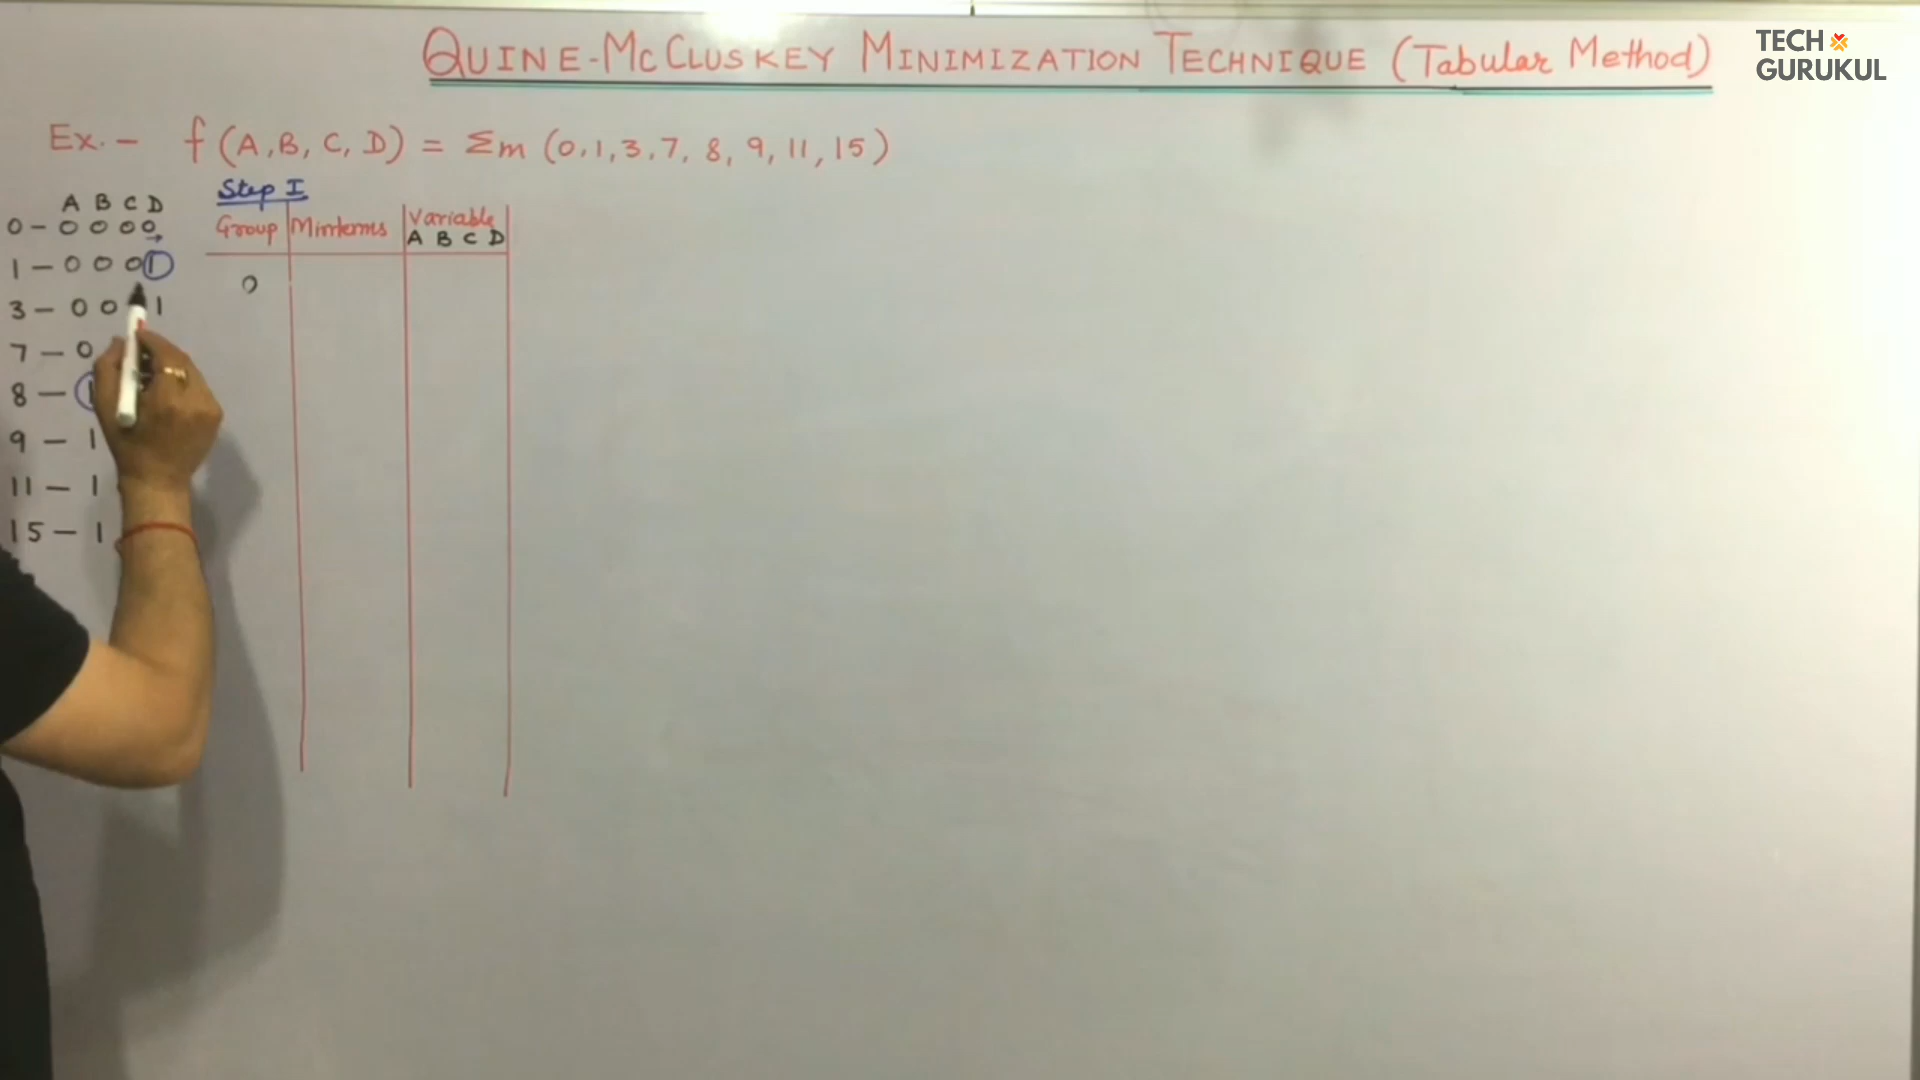 QUINE-MCCLUSKEY MINIMIZATION TECHNIQUE (Tabular Method)
TECH GURUKUL
Ex.- f(A,B,C,D) = Σm (0,1,3,7,8,9,11,15)
Step I
A B C D
Group Minterms Variable
A B C D
0 - 0 0 0 0
1 - 0 0 0 1
0
3 - 0 0 1
7 - 0
8 - 1
9 - 1
11 - 1
15 - 1